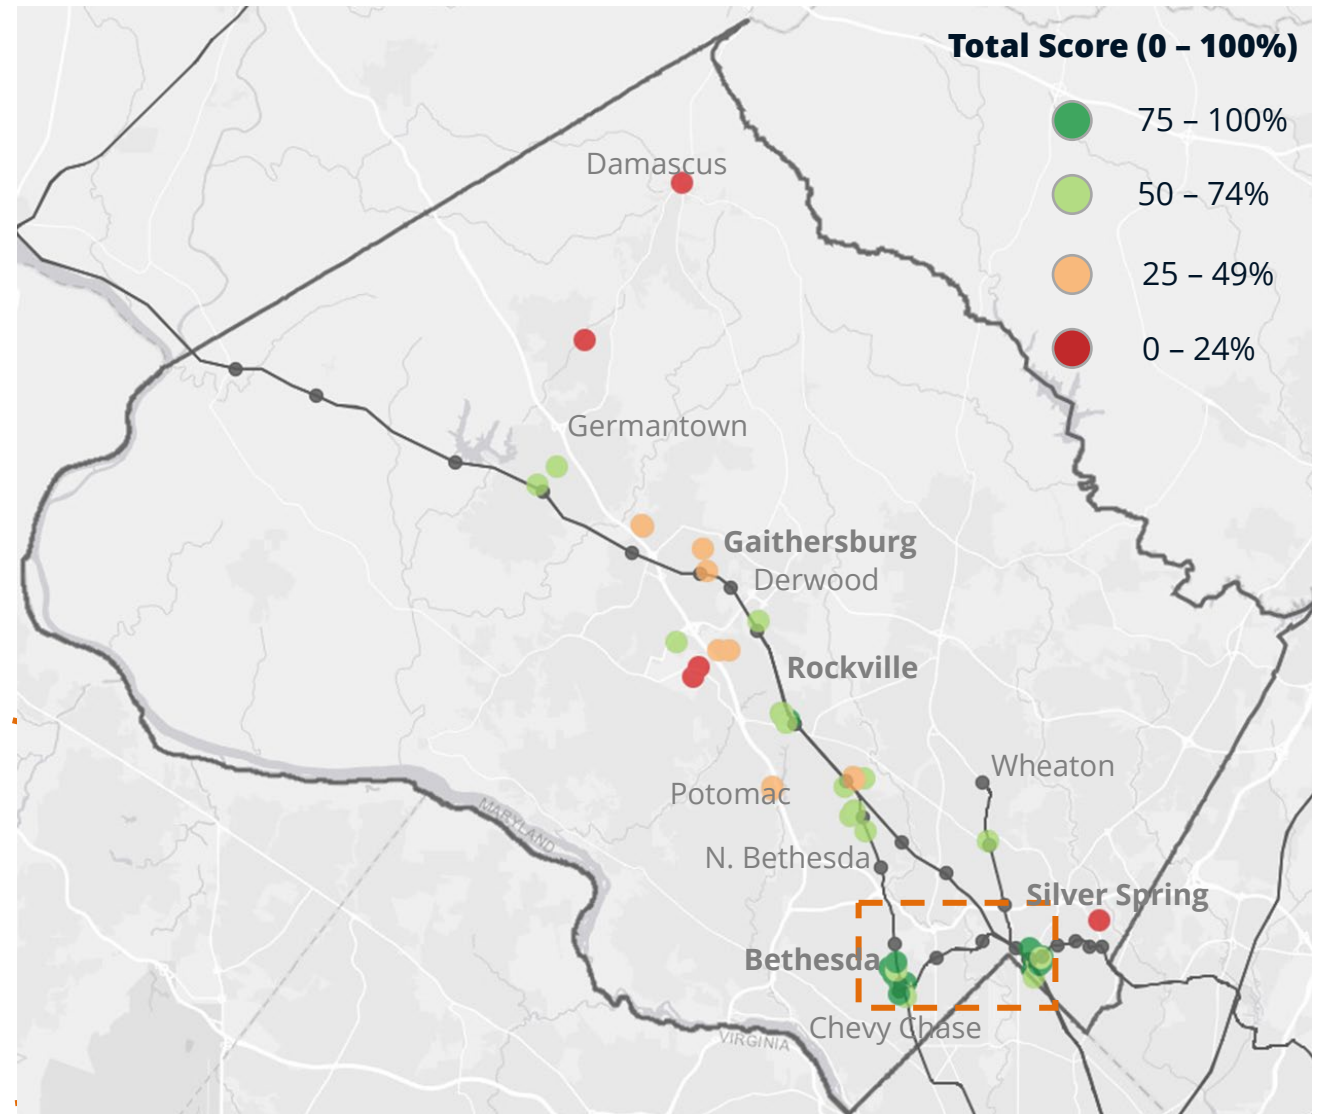 Total Score (0 – 100%)
75 – 100%
50 – 74%
25 – 49%
0 – 24%
Damascus
Germantown
Gaithersburg
Derwood
Rockville
Wheaton
Potomac
MARYLAND
N. Bethesda
Silver Spring
Bethesda
Chevy Chase
VIRGINIA